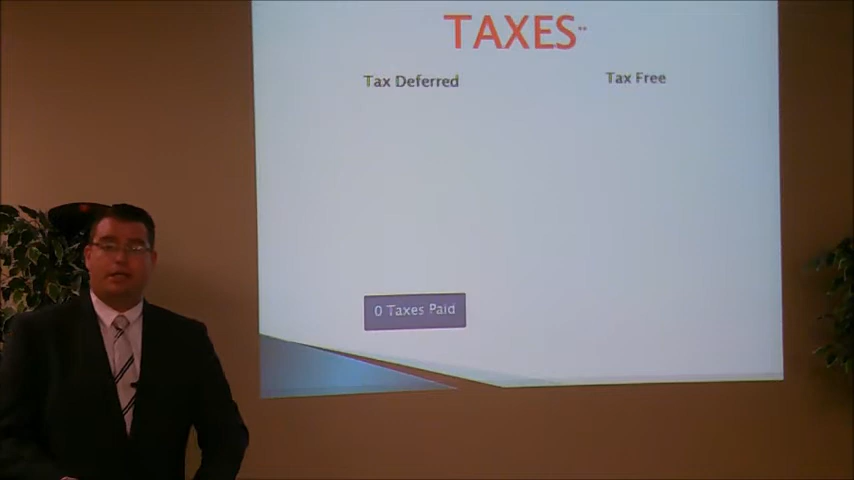 TAXES..
Tax Deferred
Tax Free
0 Taxes Paid